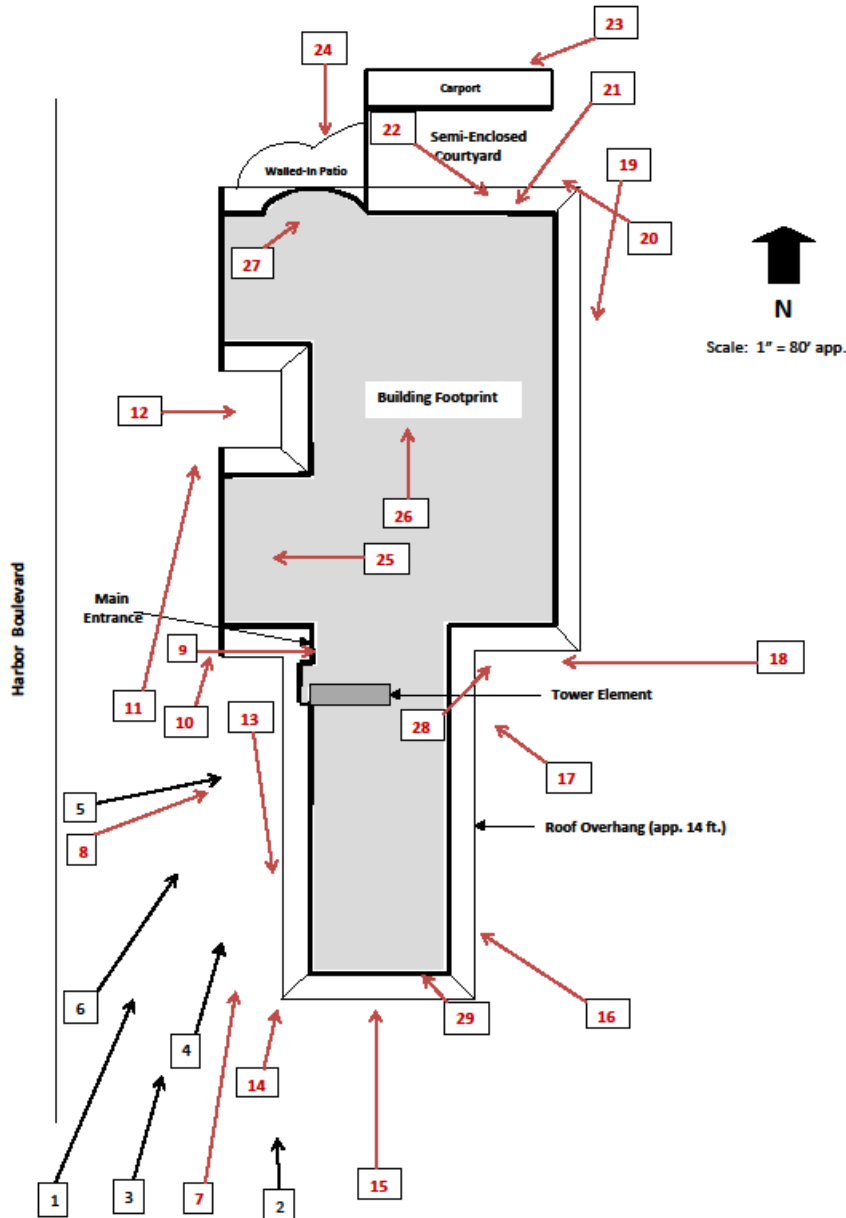 23
24
Carport
21
22
Semi-Enclosed
Courtyard
19
Walled-In Patio
20
27
N
Scale: 1" = 80' app.
Building Footprint
12
26
25
Harbor Boulevard
Main
Entrance
9
18
11
10
13
28
Tower Element
17
5
8
Roof Overhang (app. 14 ft.)
6
4
29
16
14
1
3
7
2
15